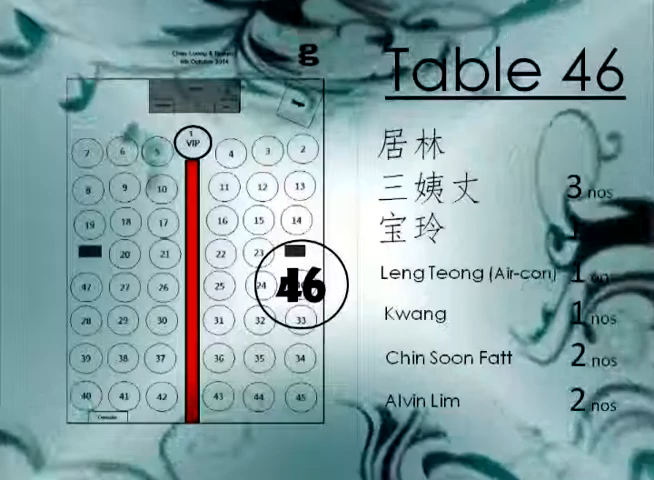 g
Table 46
1
VIP
7 6 5 4 3 2
8 9 10 11 12 13
19 18 17 16 15 14
20 21 22 23
47 27 26 25 24
46
28 29 30 31 32 33
39 38 37 36 35 34
40 41 42 43 44 45
居林
三姨丈 3 nos
宝玲 1
Leng Teong (Air-con) 1 nos
Kwang 1 nos
Chin Soon Fatt 2 nos
Alvin Lim 2 nos